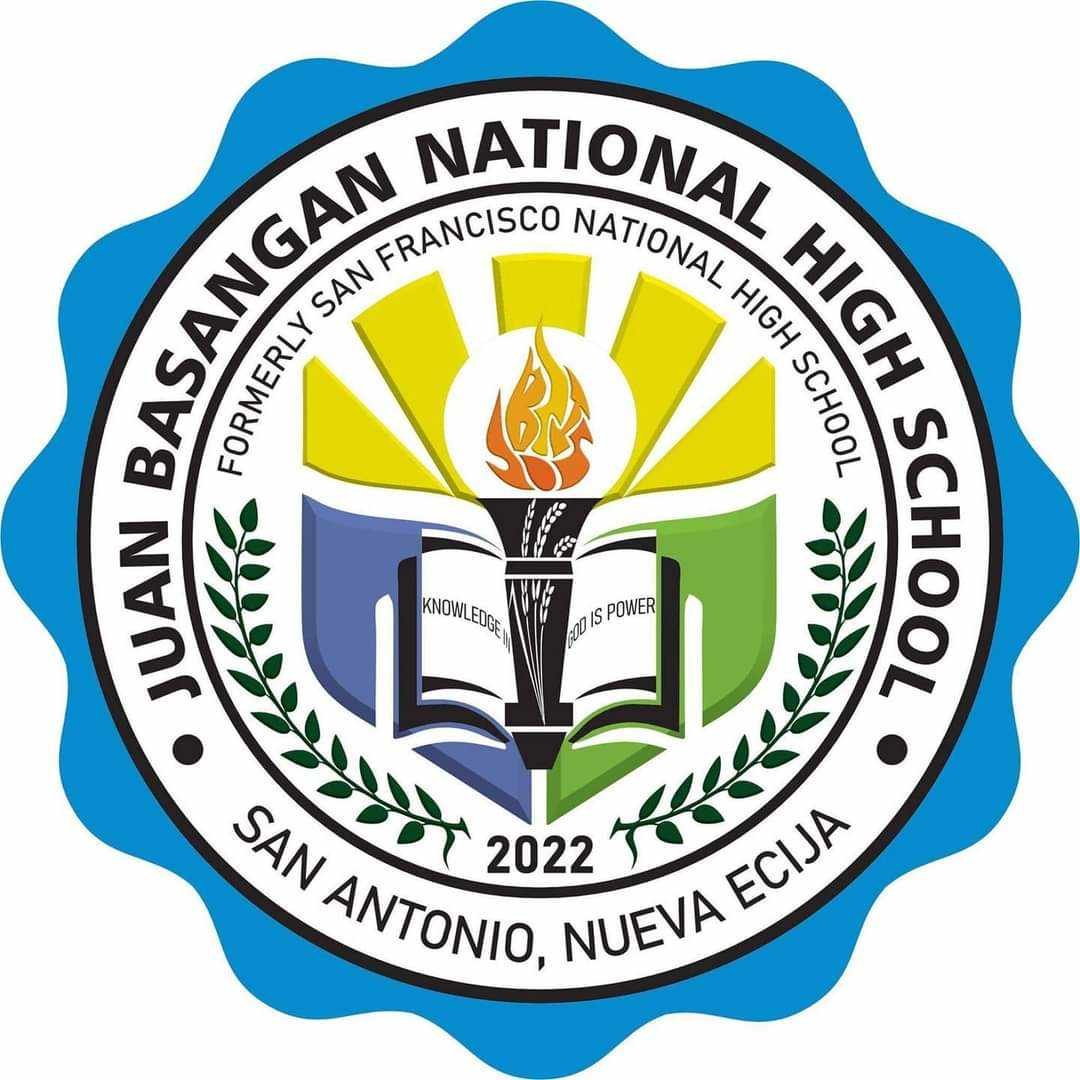 JUAN BASANGAN NATIONAL HIGH SCHOOL
FORMERLY SAN FRANCISCO NATIONAL HIGH SCHOOL
JBNHS
KNOWLEDGE IN
GOD IS POWER
2022
SAN ANTONIO, NUEVA ECIJA